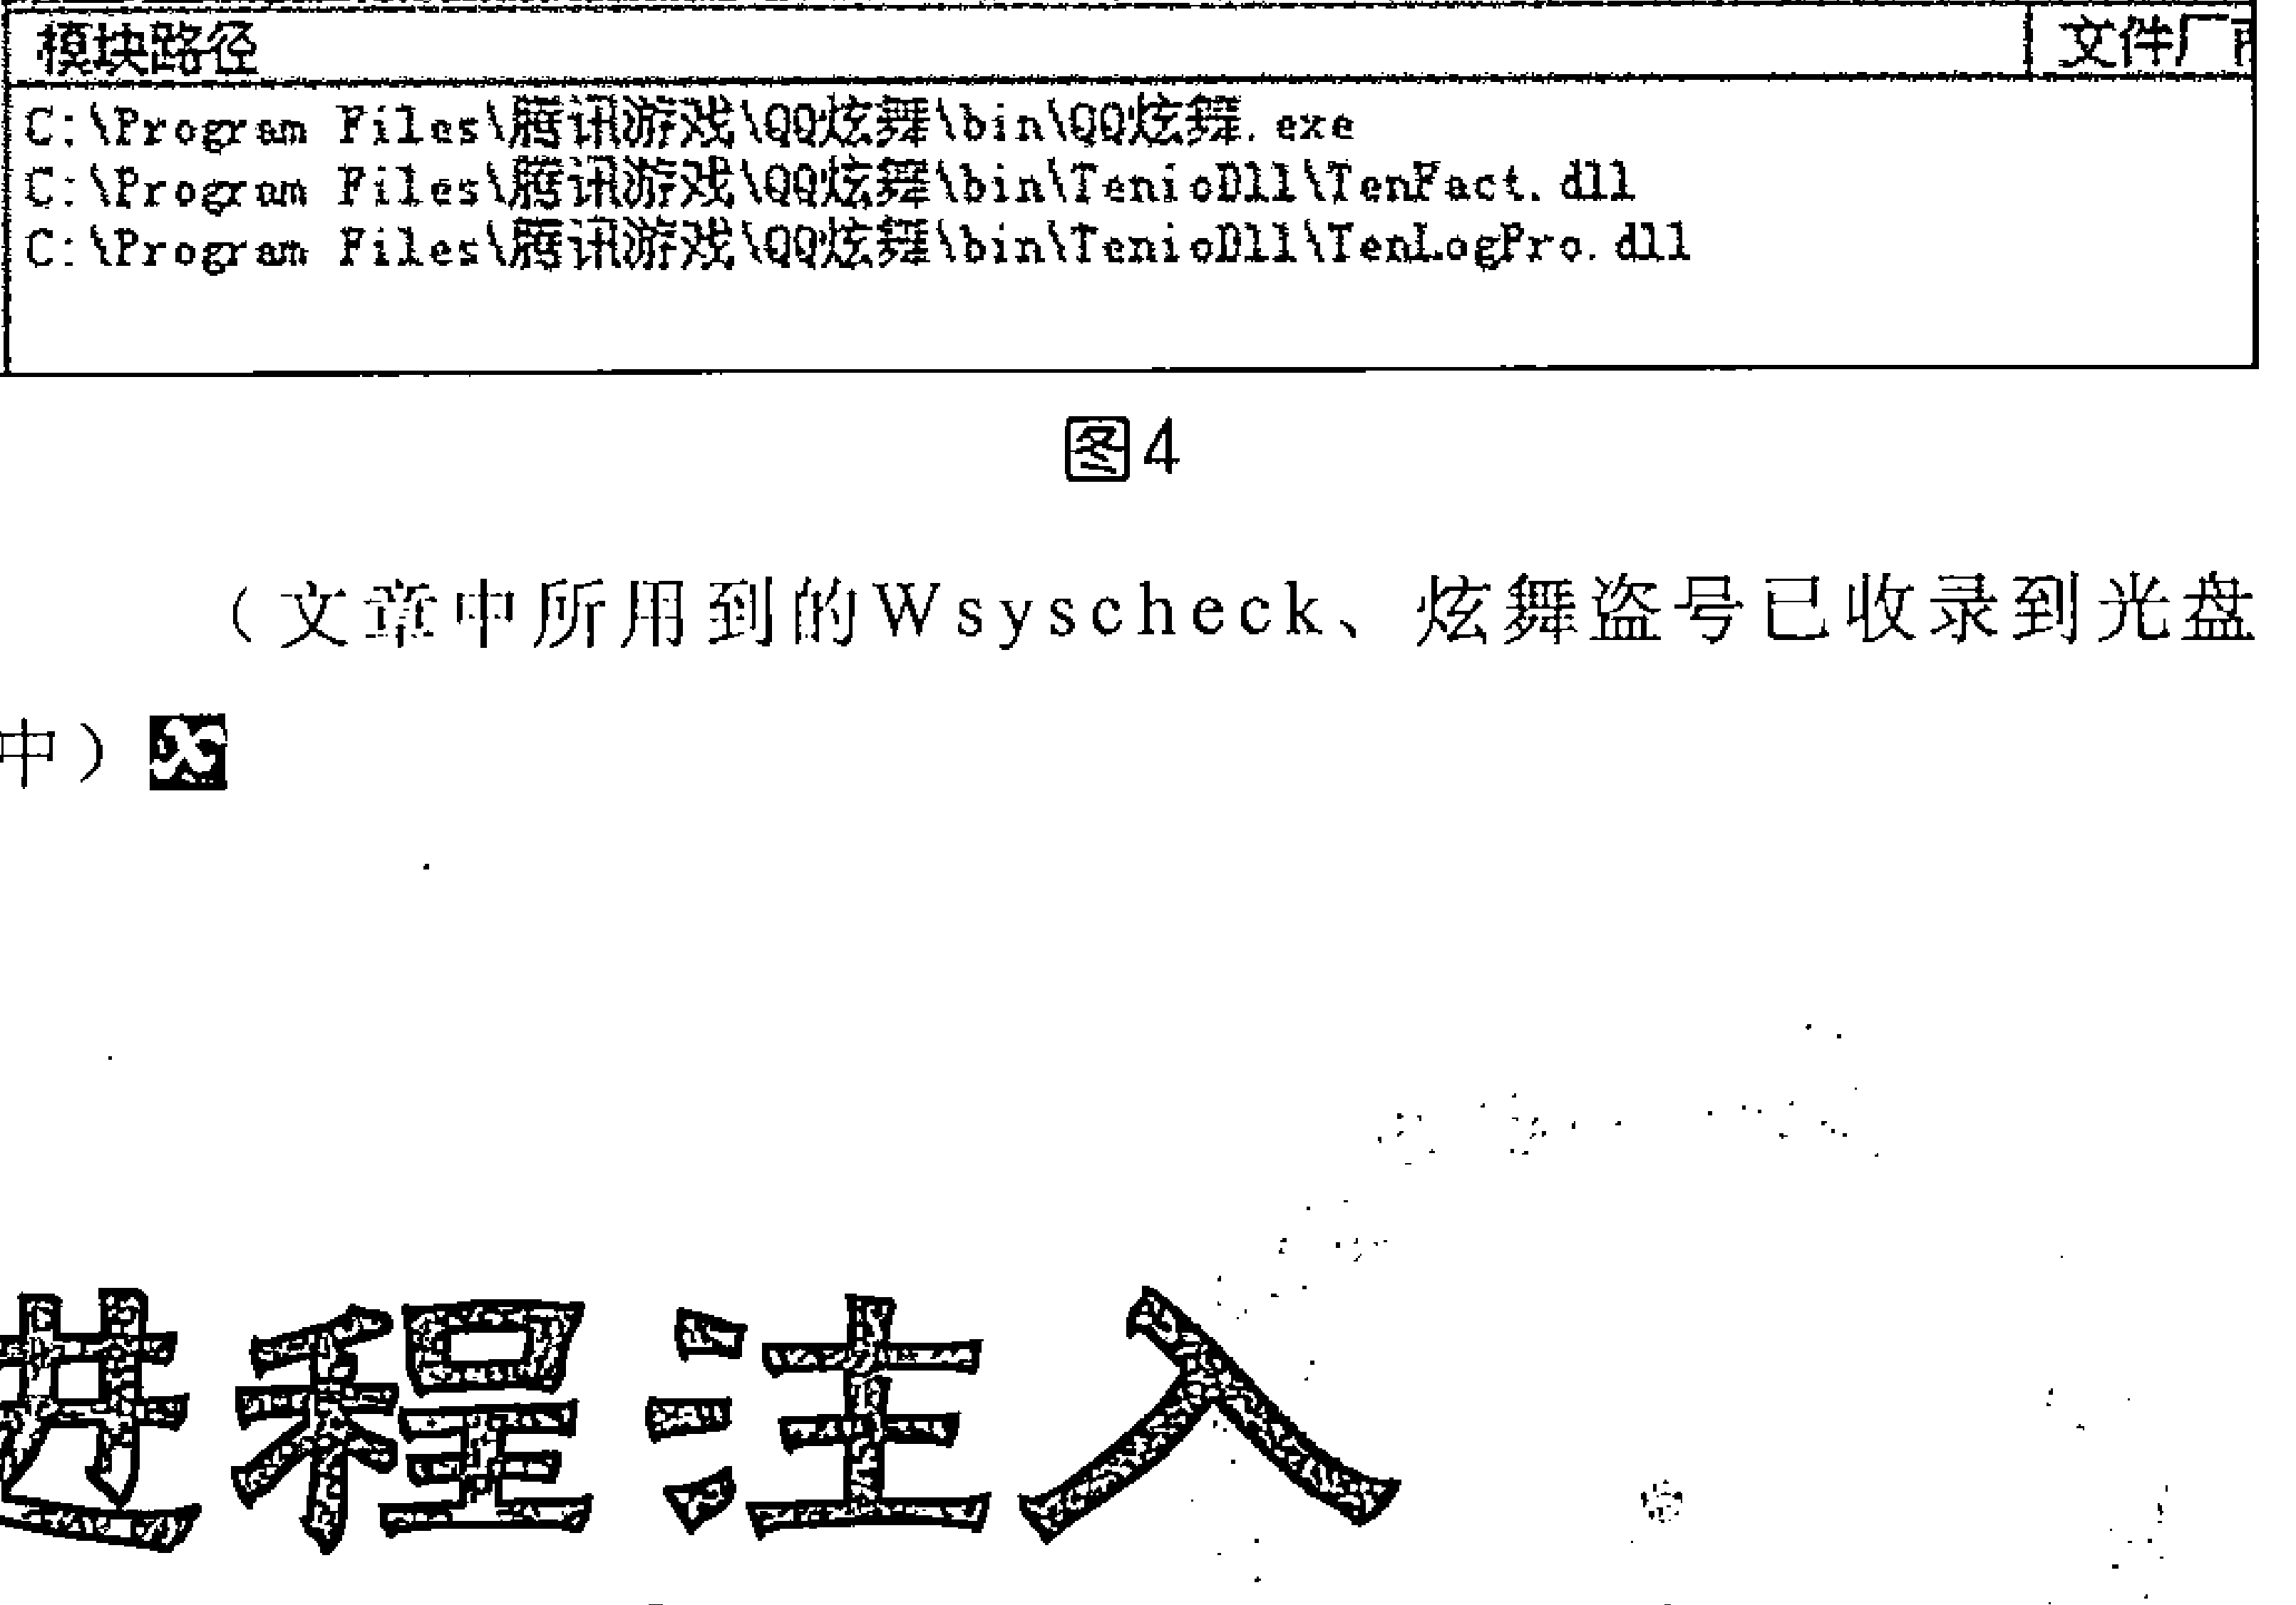 模块路径 文件厂商
C:\Program Files\腾讯游戏\QQ炫舞\bin\QQ炫舞.exe
C:\Program Files\腾讯游戏\QQ炫舞\bin\TenioDll\TenFact.dll
C:\Program Files\腾讯游戏\QQ炫舞\bin\TenioDll\TenLogPro.dll
图4
（文章中所用到的Wsyscheck、炫舞盗号已收录到光盘
中）
进程注入